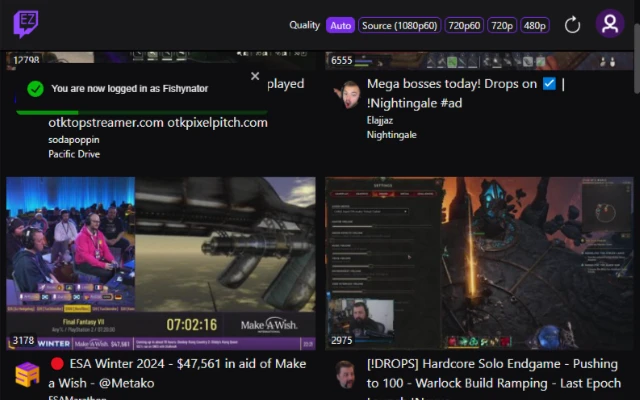 EZ
Quality
Auto
Source (1080p60)
720p60
720p
480p
12798
6555
You are now logged in as Fishynator
played
otktopstreamer.com otkpixelpitch.com
sodapoppin
Pacific Drive
Mega bosses today! Drops on ☑ |
!Nightingale #ad
Elajjaz
Nightingale
Final Fantasy VII
07:02:16
Make-A-Wish
INTERNATIONAL
WINTER
$47,561
3178
SETTINGS
2975
🔴 ESA Winter 2024 - $47,561 in aid of Make
a Wish - @Metako
ESAMarathon
[!DROPS] Hardcore Solo Endgame - Pushing
to 100 - Warlock Build Ramping - Last Epoch